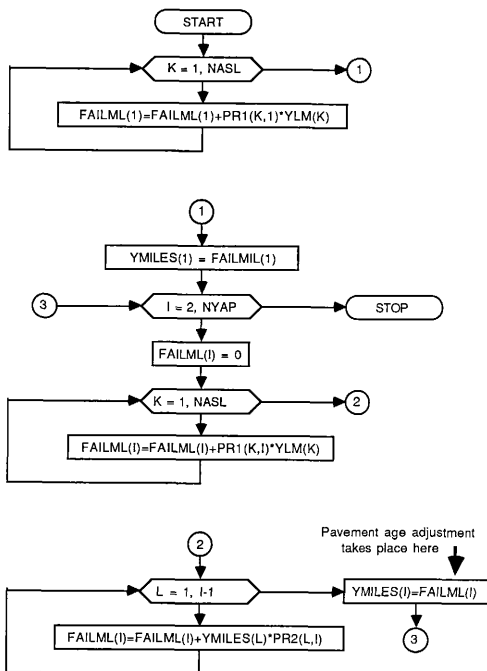 START
K = 1, NASL
1
FAILML(1)=FAILML(1)+PR1(K,1)*YLM(K)
1
YMILES(1) = FAILMIL(1)
3
I = 2, NYAP
STOP
FAILML(I) = 0
K = 1, NASL
2
FAILML(I)=FAILML(I)+PR1(K,I)*YLM(K)
2
Pavement age adjustment
takes place here
L = 1, I-1
YMILES(I)=FAILML(I)
FAILML(I)=FAILML(I)+YMILES(L)*PR2(L,I)
3